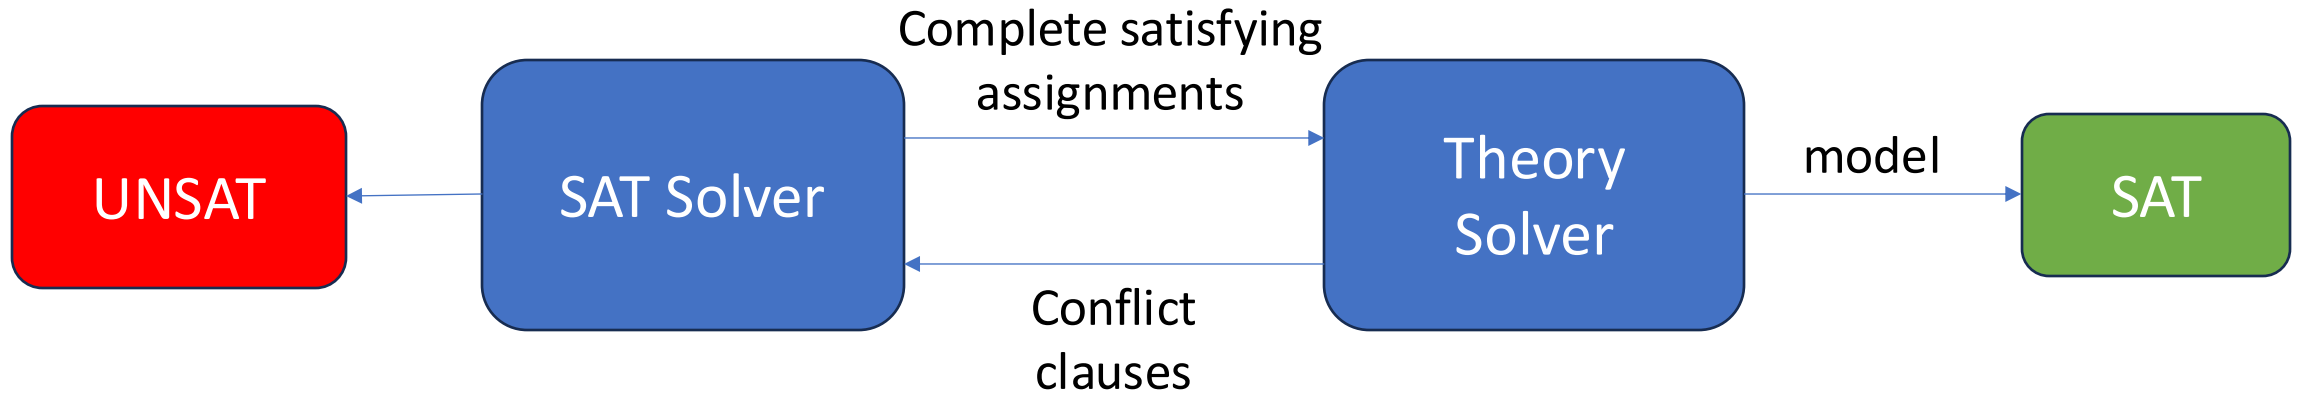 Complete satisfying
assignments
UNSAT
SAT Solver
Theory
Solver
model
SAT
Conflict
clauses